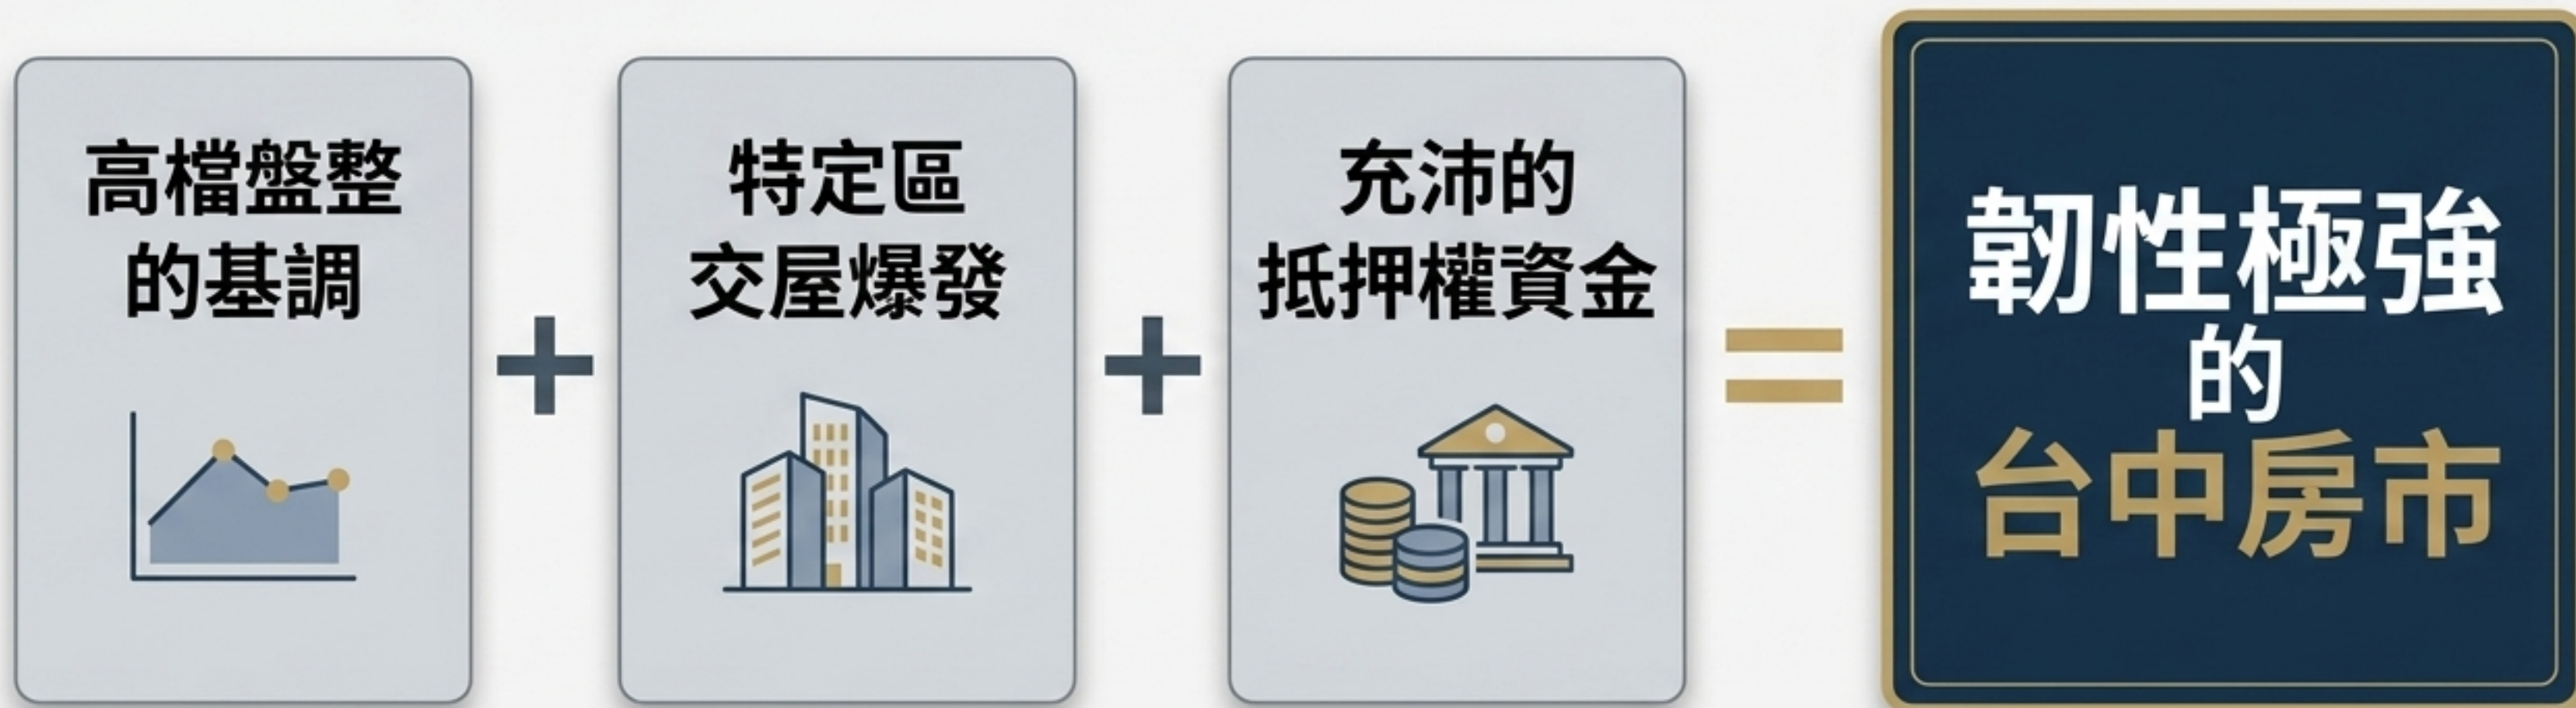 高檔盤整
的基調
+
特定區
交屋爆發
+
充沛的
抵押權資金
=
韌性極強
的
台中房市